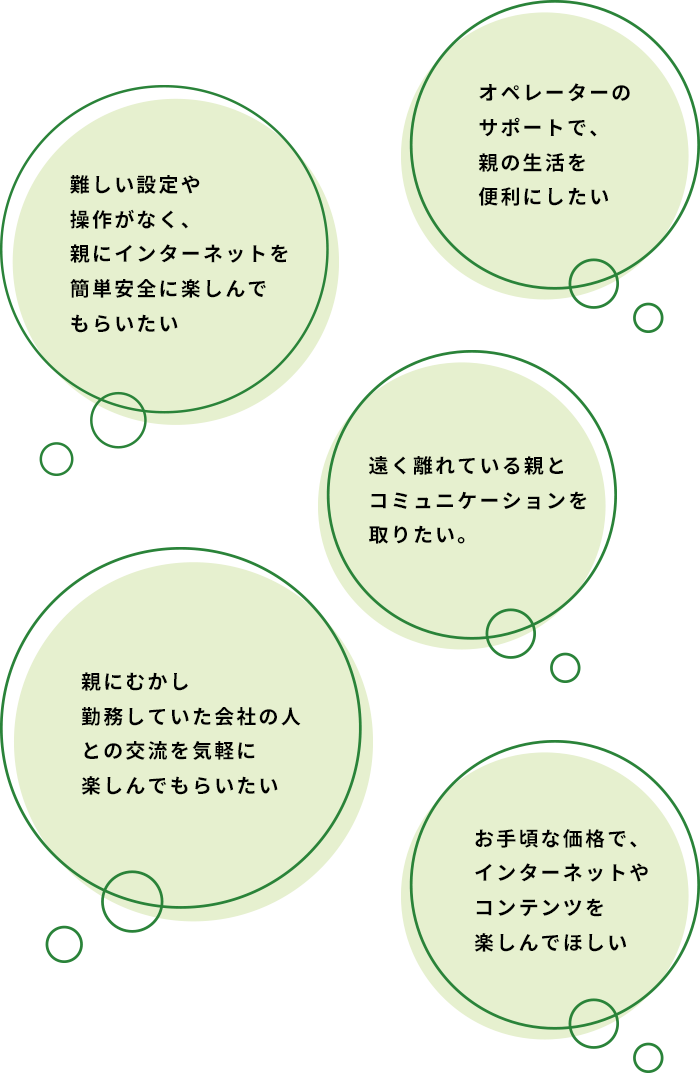 オペレーターの
サポートで、
親の生活を
便利にしたい
難しい設定や
操作がなく、
親にインターネットを
簡単安全に楽しんで
もらいたい
遠く離れている親と
コミュニケーションを
取りたい。
親にむかし
勤務していた会社の人
との交流を気軽に
楽しんでもらいたい
お手頃な価格で、
インターネットや
コンテンツを
楽しんでほしい